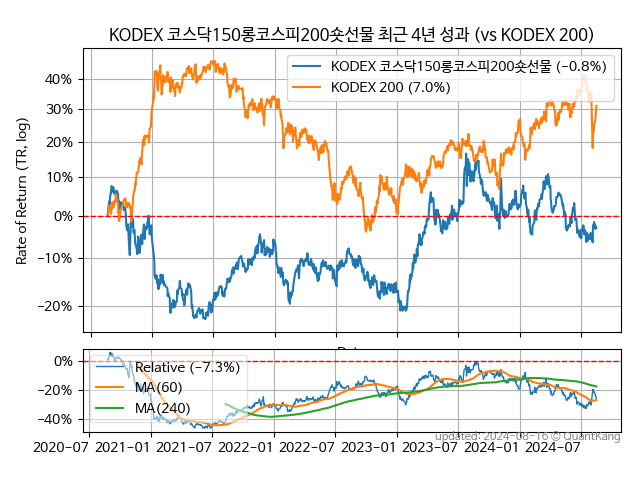 KODEX 코스닥150롱코스피200숏선물 최근 4년 성과 (vs KODEX 200)
KODEX 코스닥150롱코스피200숏선물 (−0.8%)
KODEX 200 (7.0%)
Rate of Return (TR, log)
40%
30%
20%
10%
0%
−10%
−20%
Relative (−7.3%)
MA(60)
MA(240)
0%
−20%
−40%
2020-07 2021-01 2021-07 2022-01 2022-07 2023-01 2023-07 2024-01 2024-07
updated: 2024-08-16 © QuantKang